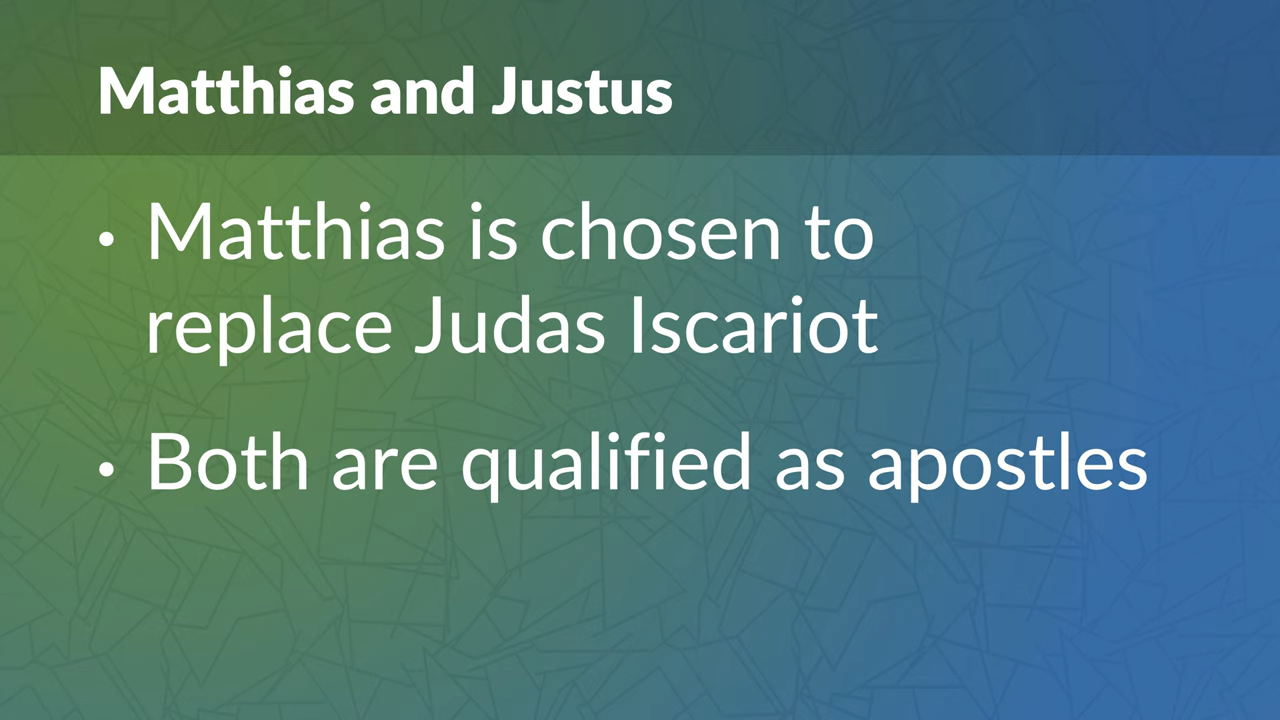 Matthias and Justus
• Matthias is chosen to
replace Judas Iscariot
• Both are qualified as apostles